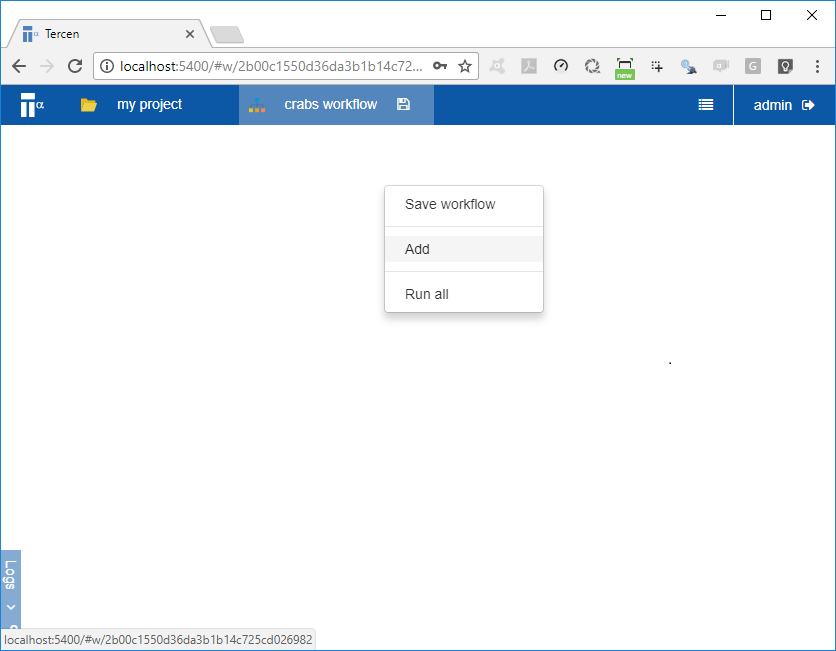 Tercen
localhost:5400/#w/2b00c1550d36da3b1b14c72...
new
G
α my project crabs workflow admin
Save workflow
Add
Run all
.
Logs
localhost:5400/#w/2b00c1550d36da3b1b14c725cd026982